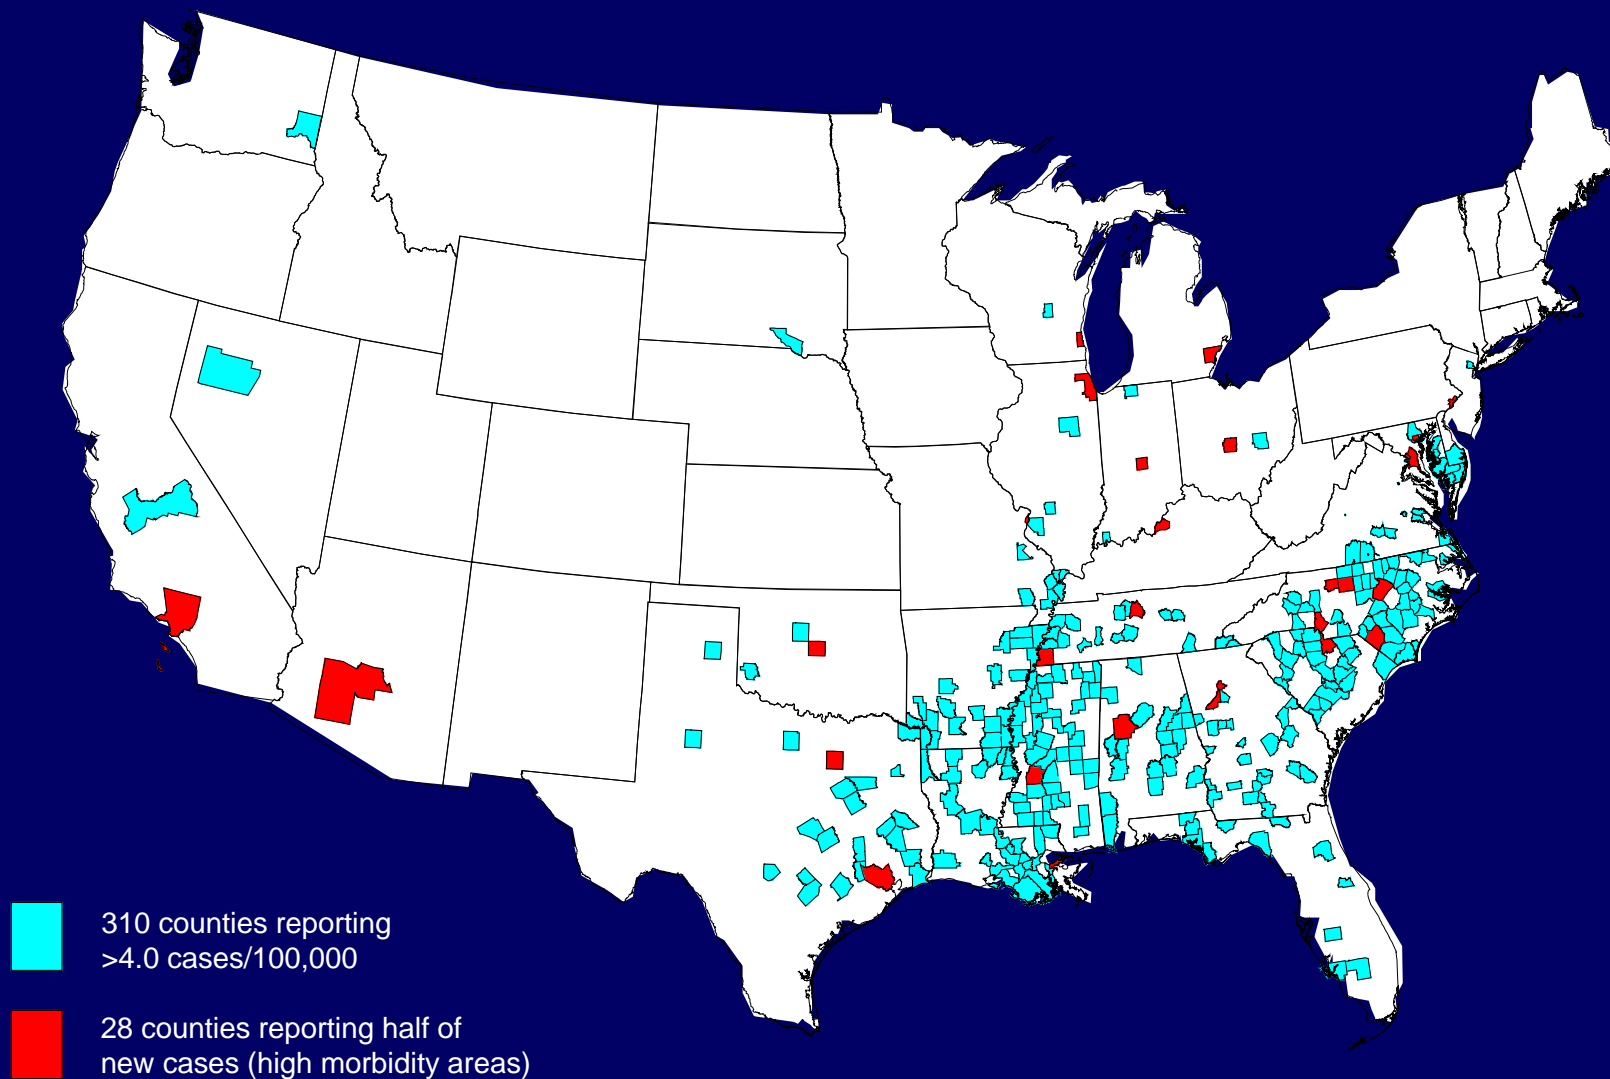 310 counties reporting
>4.0 cases/100,000
28 counties reporting half of
new cases (high morbidity areas)